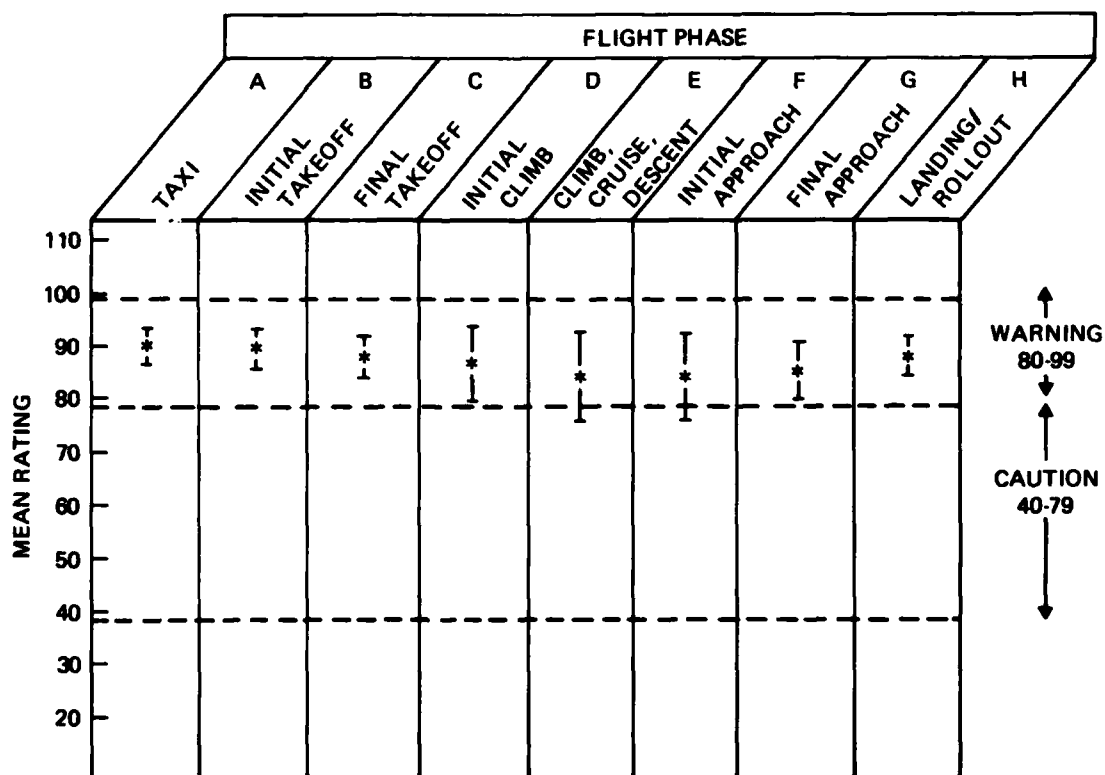 FLIGHT PHASE
A B C D E F G H
TAXI
INITIAL
TAKEOFF
FINAL
TAKEOFF
INITIAL
CLIMB
CLIMB,
CRUISE,
DESCENT
INITIAL
APPROACH
FINAL
APPROACH
LANDING/
ROLLOUT
MEAN RATING
110
100
90
80
70
60
50
40
30
20
WARNING
80-99
CAUTION
40-79